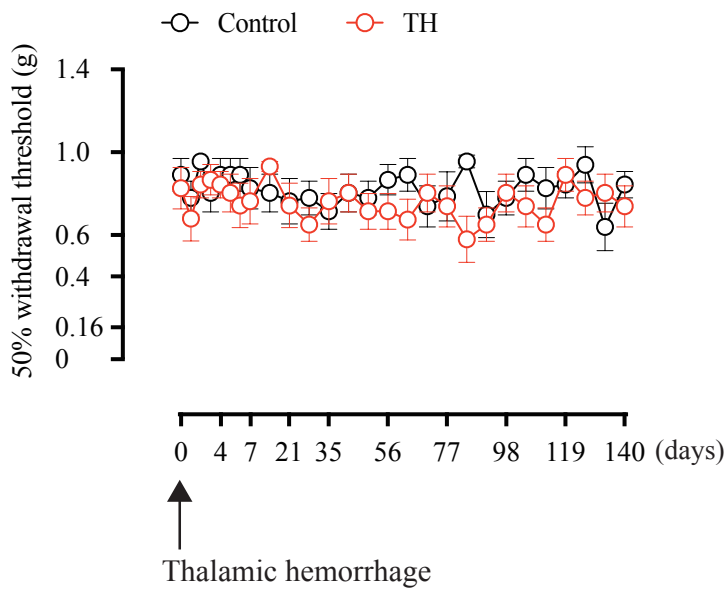 Control TH
50% withdrawal threshold (g)
1.4
1.0
0.6
0.4
0.16
0
0 4 7 21 35 56 77 98 119 140 (days)
Thalamic hemorrhage